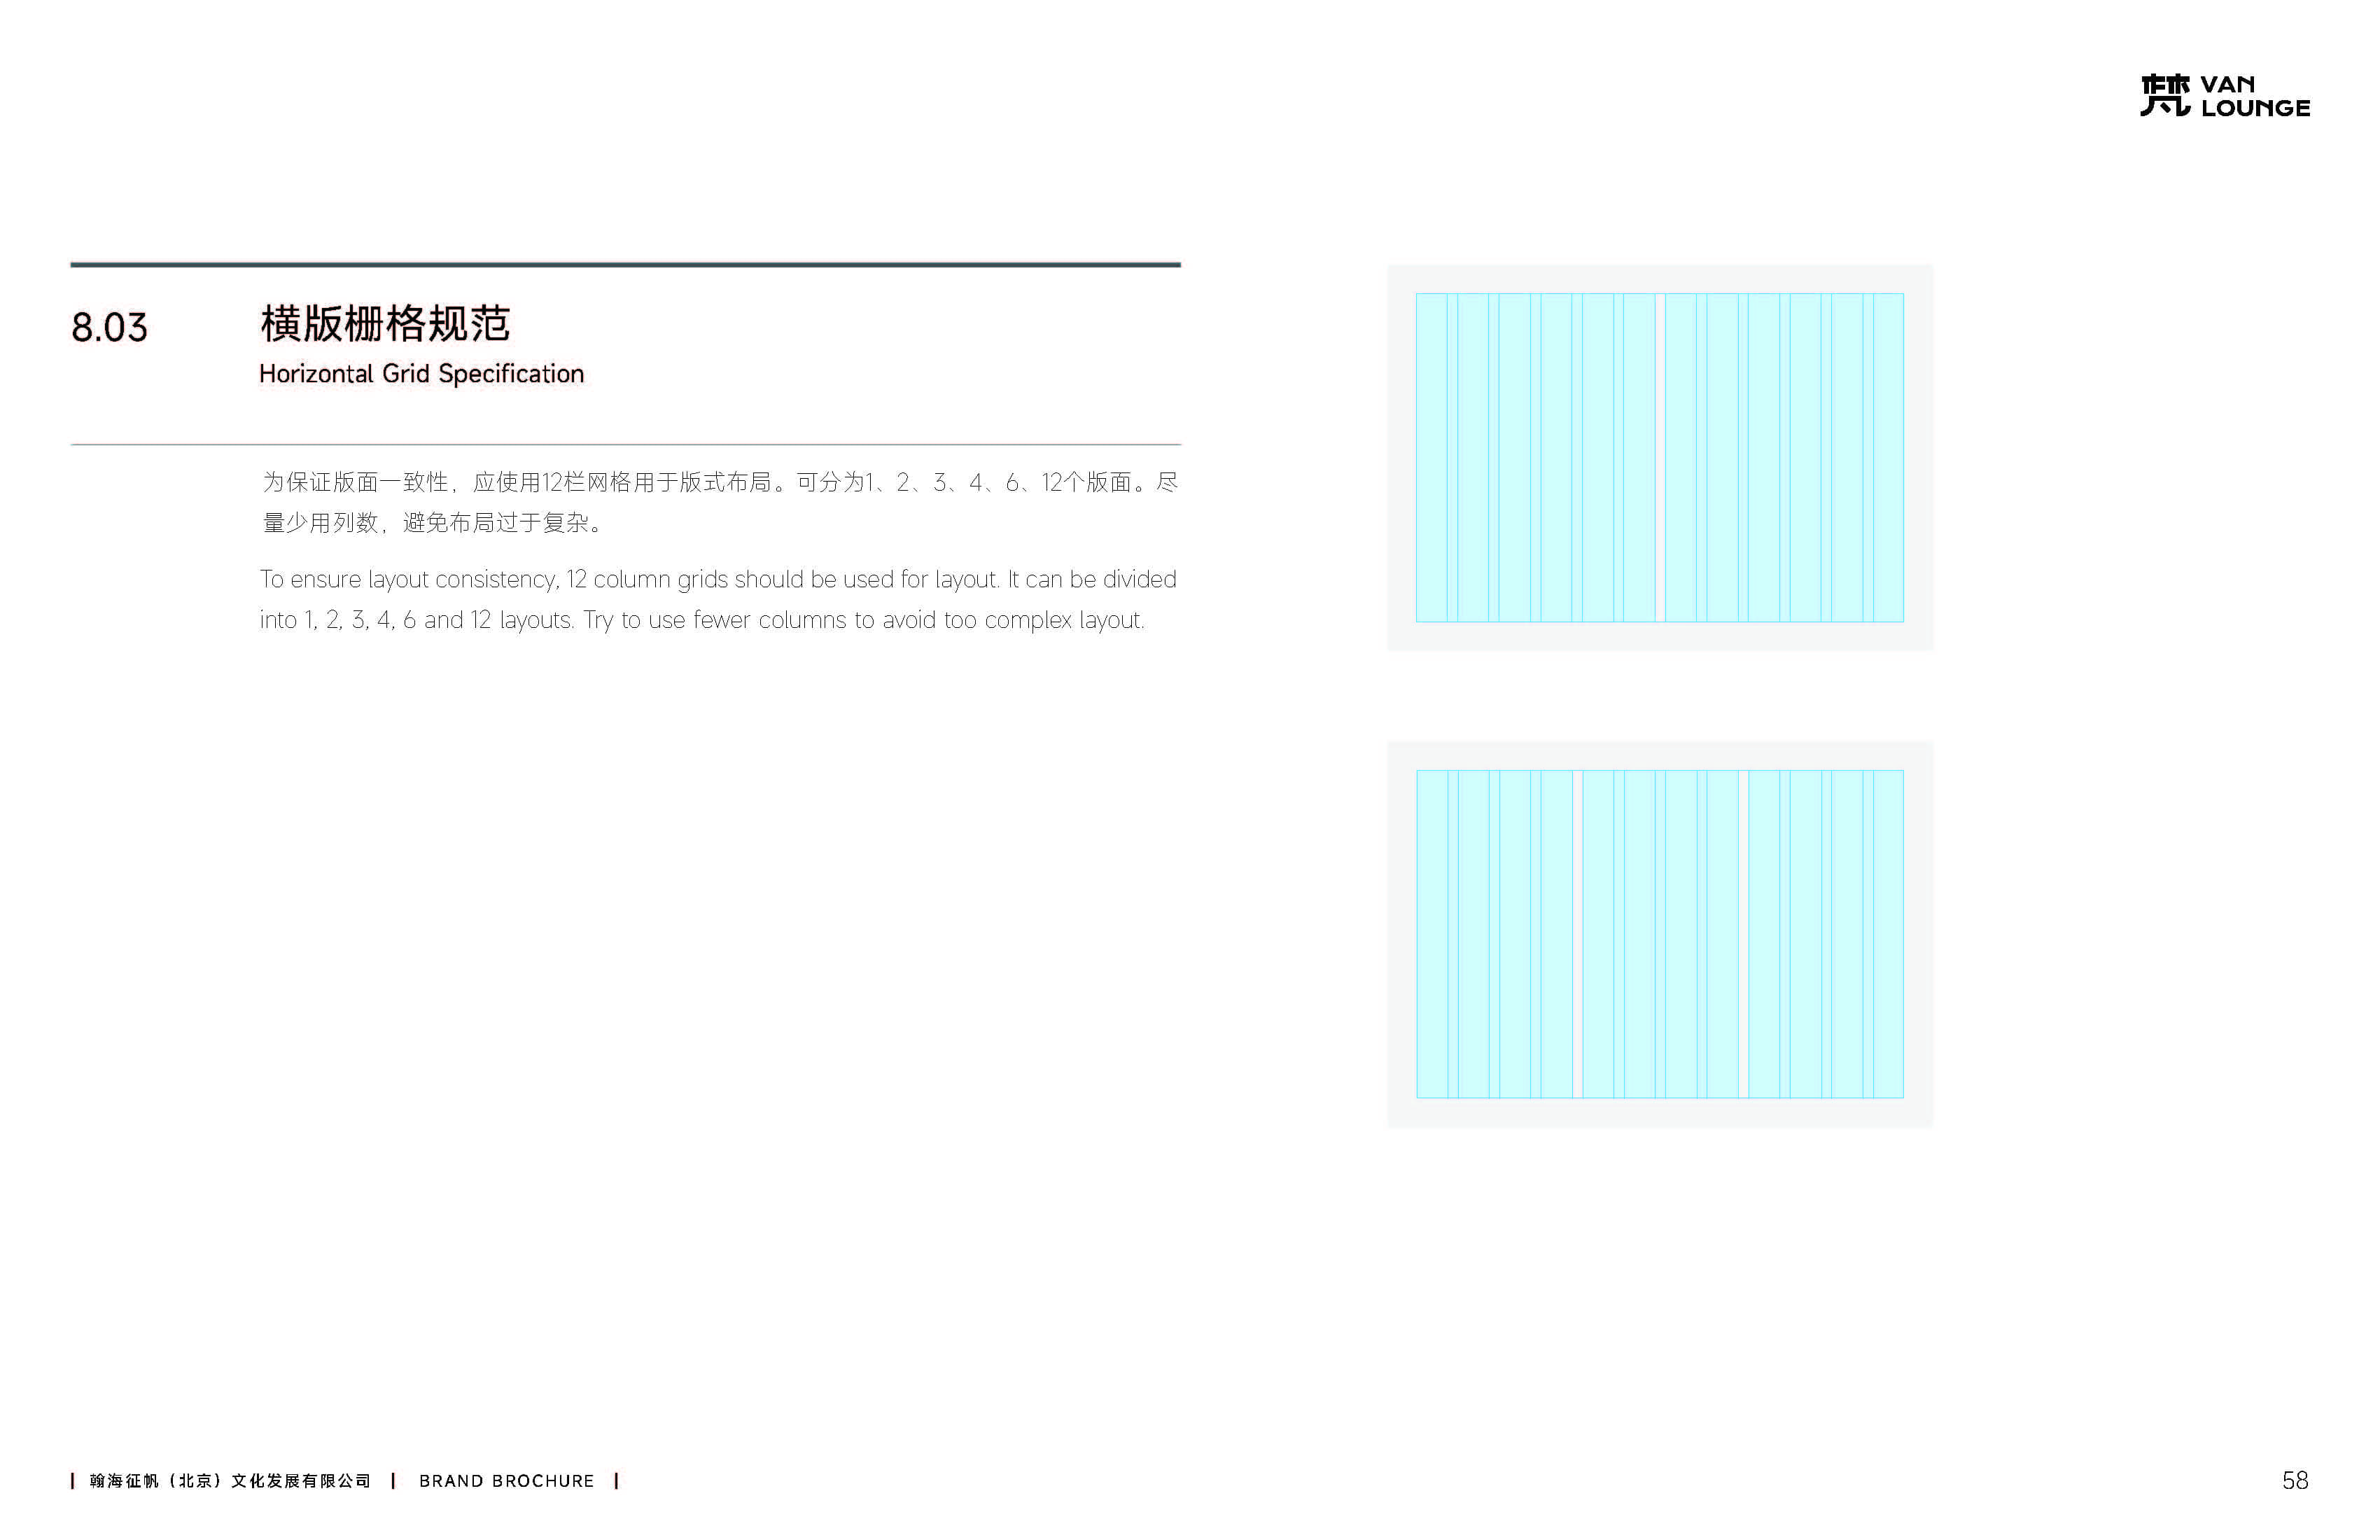 梵 VAN
LOUNGE
8.03
横版栅格规范
Horizontal Grid Specification
为保证版面一致性，应使用12栏网格用于版式布局。可分为1、2、3、4、6、12个版面。尽
量少用列数，避免布局过于复杂。
To ensure layout consistency, 12 column grids should be used for layout. It can be divided
into 1, 2, 3, 4, 6 and 12 layouts. Try to use fewer columns to avoid too complex layout.
| 翰海征帆（北京）文化发展有限公司 | BRAND BROCHURE |
58